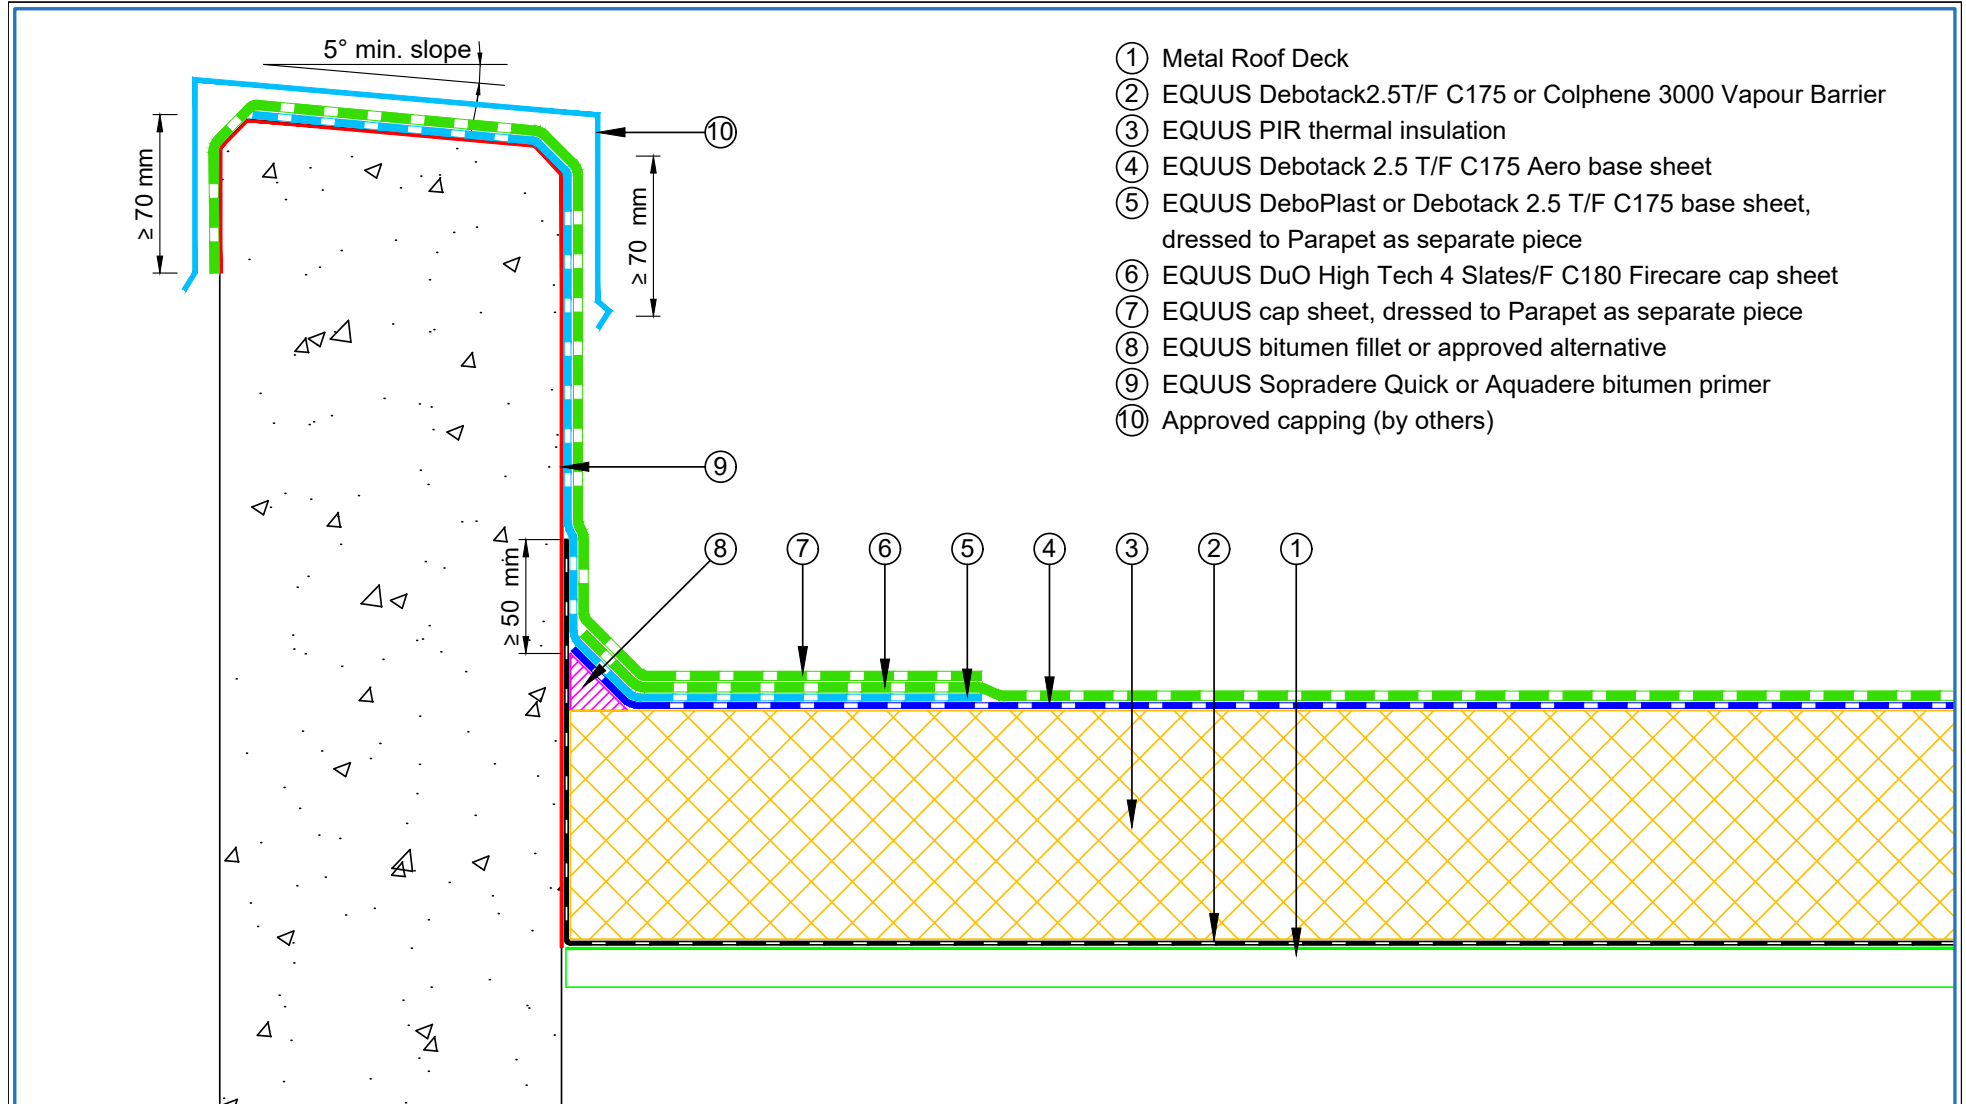 5° min. slope
① Metal Roof Deck
② EQUUS Debotack2.5T/F C175 or Colphene 3000 Vapour Barrier
③ EQUUS PIR thermal insulation
④ EQUUS Debotack 2.5 T/F C175 Aero base sheet
⑤ EQUUS DeboPlast or Debotack 2.5 T/F C175 base sheet,
dressed to Parapet as separate piece
⑥ EQUUS DuO High Tech 4 Slates/F C180 Firecare cap sheet
⑦ EQUUS cap sheet, dressed to Parapet as separate piece
⑧ EQUUS bitumen fillet or approved alternative
⑨ EQUUS Sopradere Quick or Aquadere bitumen primer
⑩ Approved capping (by others)
⑩
≥ 70 mm
≥ 70 mm
⑨
≥ 50 mm
⑧ ⑦ ⑥ ⑤ ④ ③ ② ①